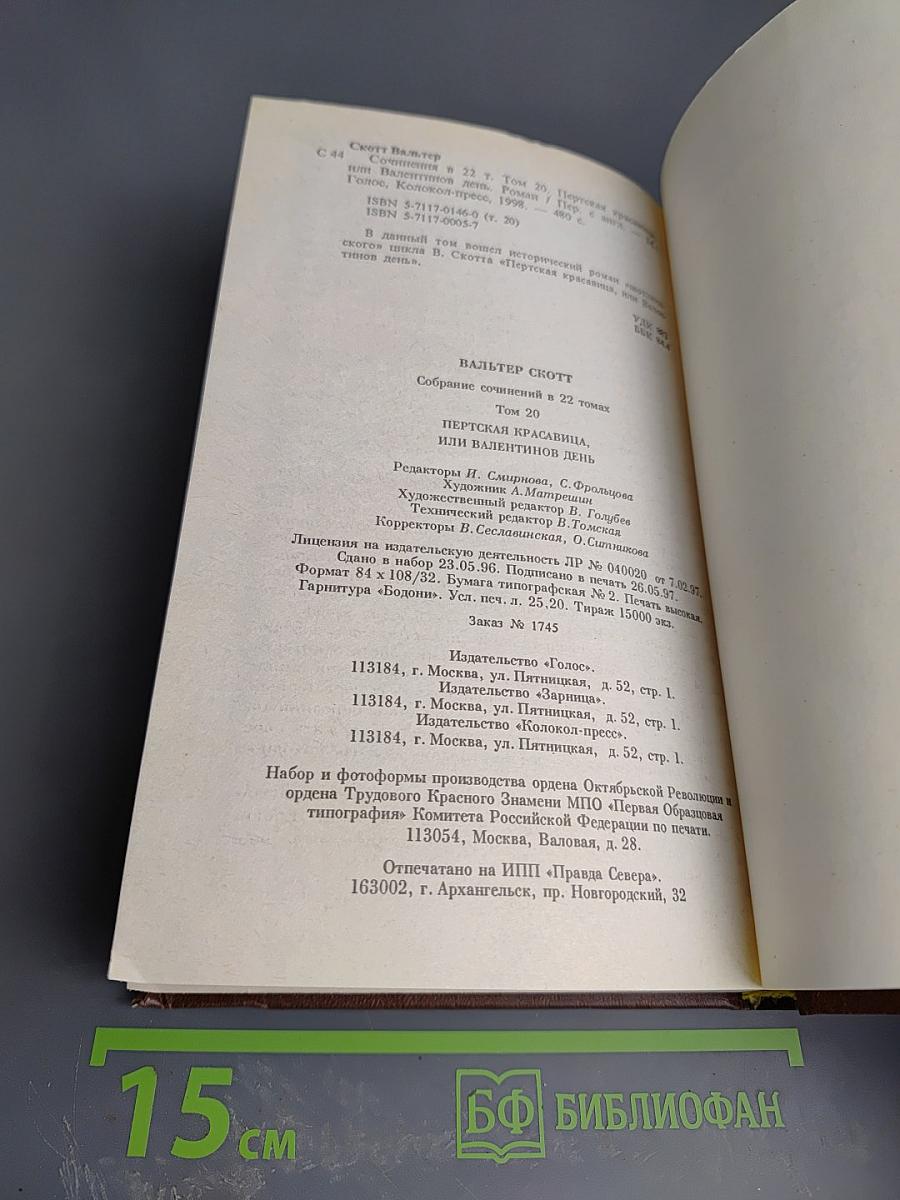 Скотт Вальтер
С 44 Сочинения в 22 т. Том 20, Пертская красавица,
или Валентинов день. Роман / Пер. с англ. — М.:
Голос, Колокол-пресс, 1998. — 480 с.
ISBN 5-7117-0146-0 (т. 20)
ISBN 5-7117-0005-7
В данный том вошел исторический роман
ского» цикла В. Скотта «Пертская красавица, или Вален-
тинов день».
УДК
ББК
ВАЛЬТЕР СКОТТ
Собрание сочинений в 22 томах
Том 20
ПЕРТСКАЯ КРАСАВИЦА,
ИЛИ ВАЛЕНТИНОВ ДЕНЬ
Редакторы И. Смирнова, С. Фрольцова
Художник А.Матрешин
Художественный редактор В. Голубев
Технический редактор В.Томская
Корректоры В.Сеславинская, О.Ситникова
Лицензия на издательскую деятельность ЛР № 040020 от 7.02.97.
Сдано в набор 23.05.96. Подписано в печать 26.05.97.
Формат 84 х 108/32. Бумага типографская № 2. Печать высокая.
Гарнитура «Бодони». Усл. печ. л. 25,20. Тираж 15000 экз.
Заказ № 1745
Издательство «Голос».
113184, г. Москва, ул. Пятницкая, д. 52, стр. 1.
Издательство «Зарница».
113184, г. Москва, ул. Пятницкая, д. 52, стр. 1.
Издательство «Колокол-пресс».
113184, г. Москва, ул. Пятницкая, д. 52, стр. 1.
Набор и фотоформы производства ордена Октябрьской Революции и
ордена Трудового Красного Знамени МПО «Первая Образцовая
типография» Комитета Российской Федерации по печати.
113054, Москва, Валовая, д. 28.
Отпечатано на ИПП «Правда Севера».
163002, г. Архангельск, пр. Новгородский, 32
15 см
БФ БИБЛИОФАН